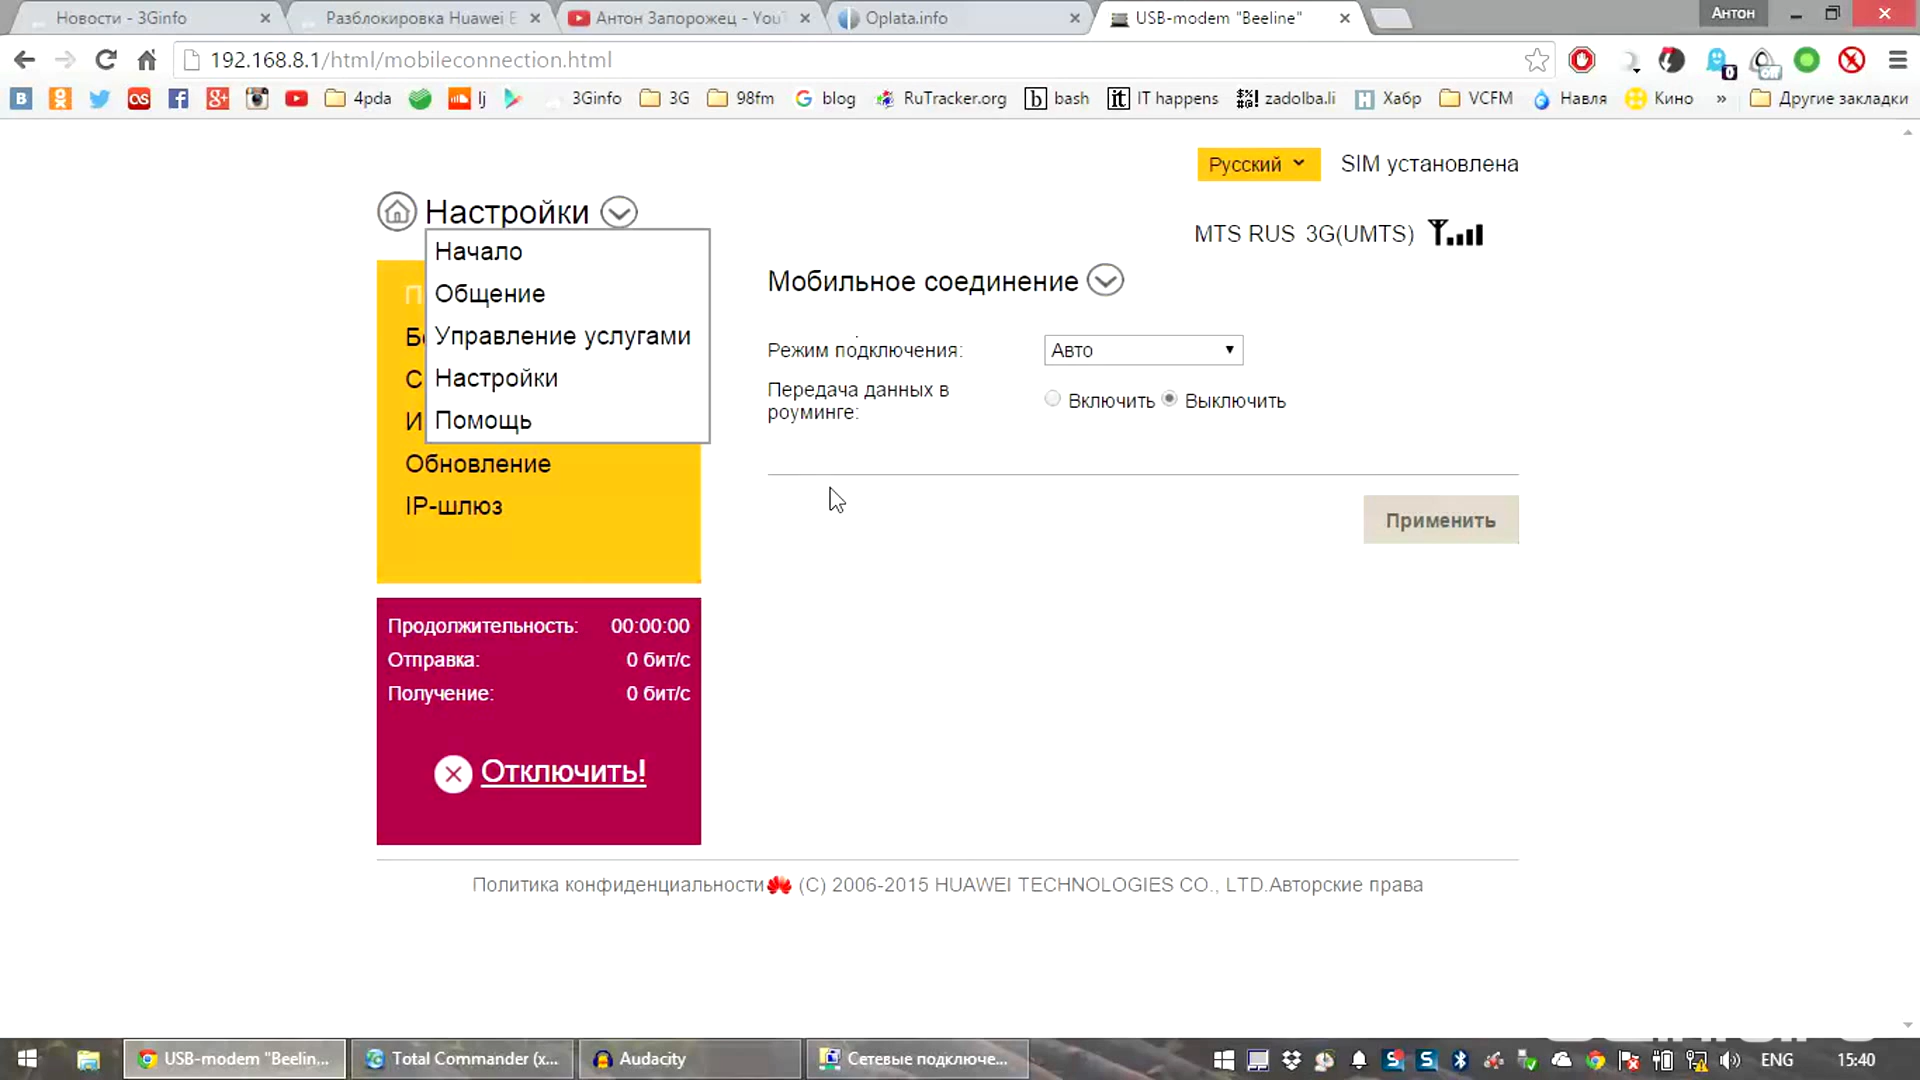 Новости - 3Ginfo
Разблокировка Huawei E
Антон Запорожец - YouT
Oplata.info
USB-modem "Beeline"
Антон
192.168.8.1/html/mobileconnection.html
4pda
lj
3Ginfo
3G
98fm
blog
RuTracker.org
bash
IT happens
zadolba.li
Хабр
VCFM
Навля
Кино
»
Другие закладки
Русский
SIM установлена
Настройки
MTS RUS 3G(UMTS)
Начало
Общение
Управление услугами
Настройки
Помощь
П
Бе
С
И
Обновление
IP-шлюз
Мобильное соединение
Режим подключения:
Авто
Передача данных в
роуминге:
Включить
Выключить
Применить
Продолжительность: 00:00:00
Отправка: 0 бит/с
Получение: 0 бит/с
Отключить!
Политика конфиденциальности (C) 2006-2015 HUAWEI TECHNOLOGIES CO., LTD.Авторские права
USB-modem "Beelin...
Total Commander (x...
Audacity
Сетевые подключе...
ENG
15:40